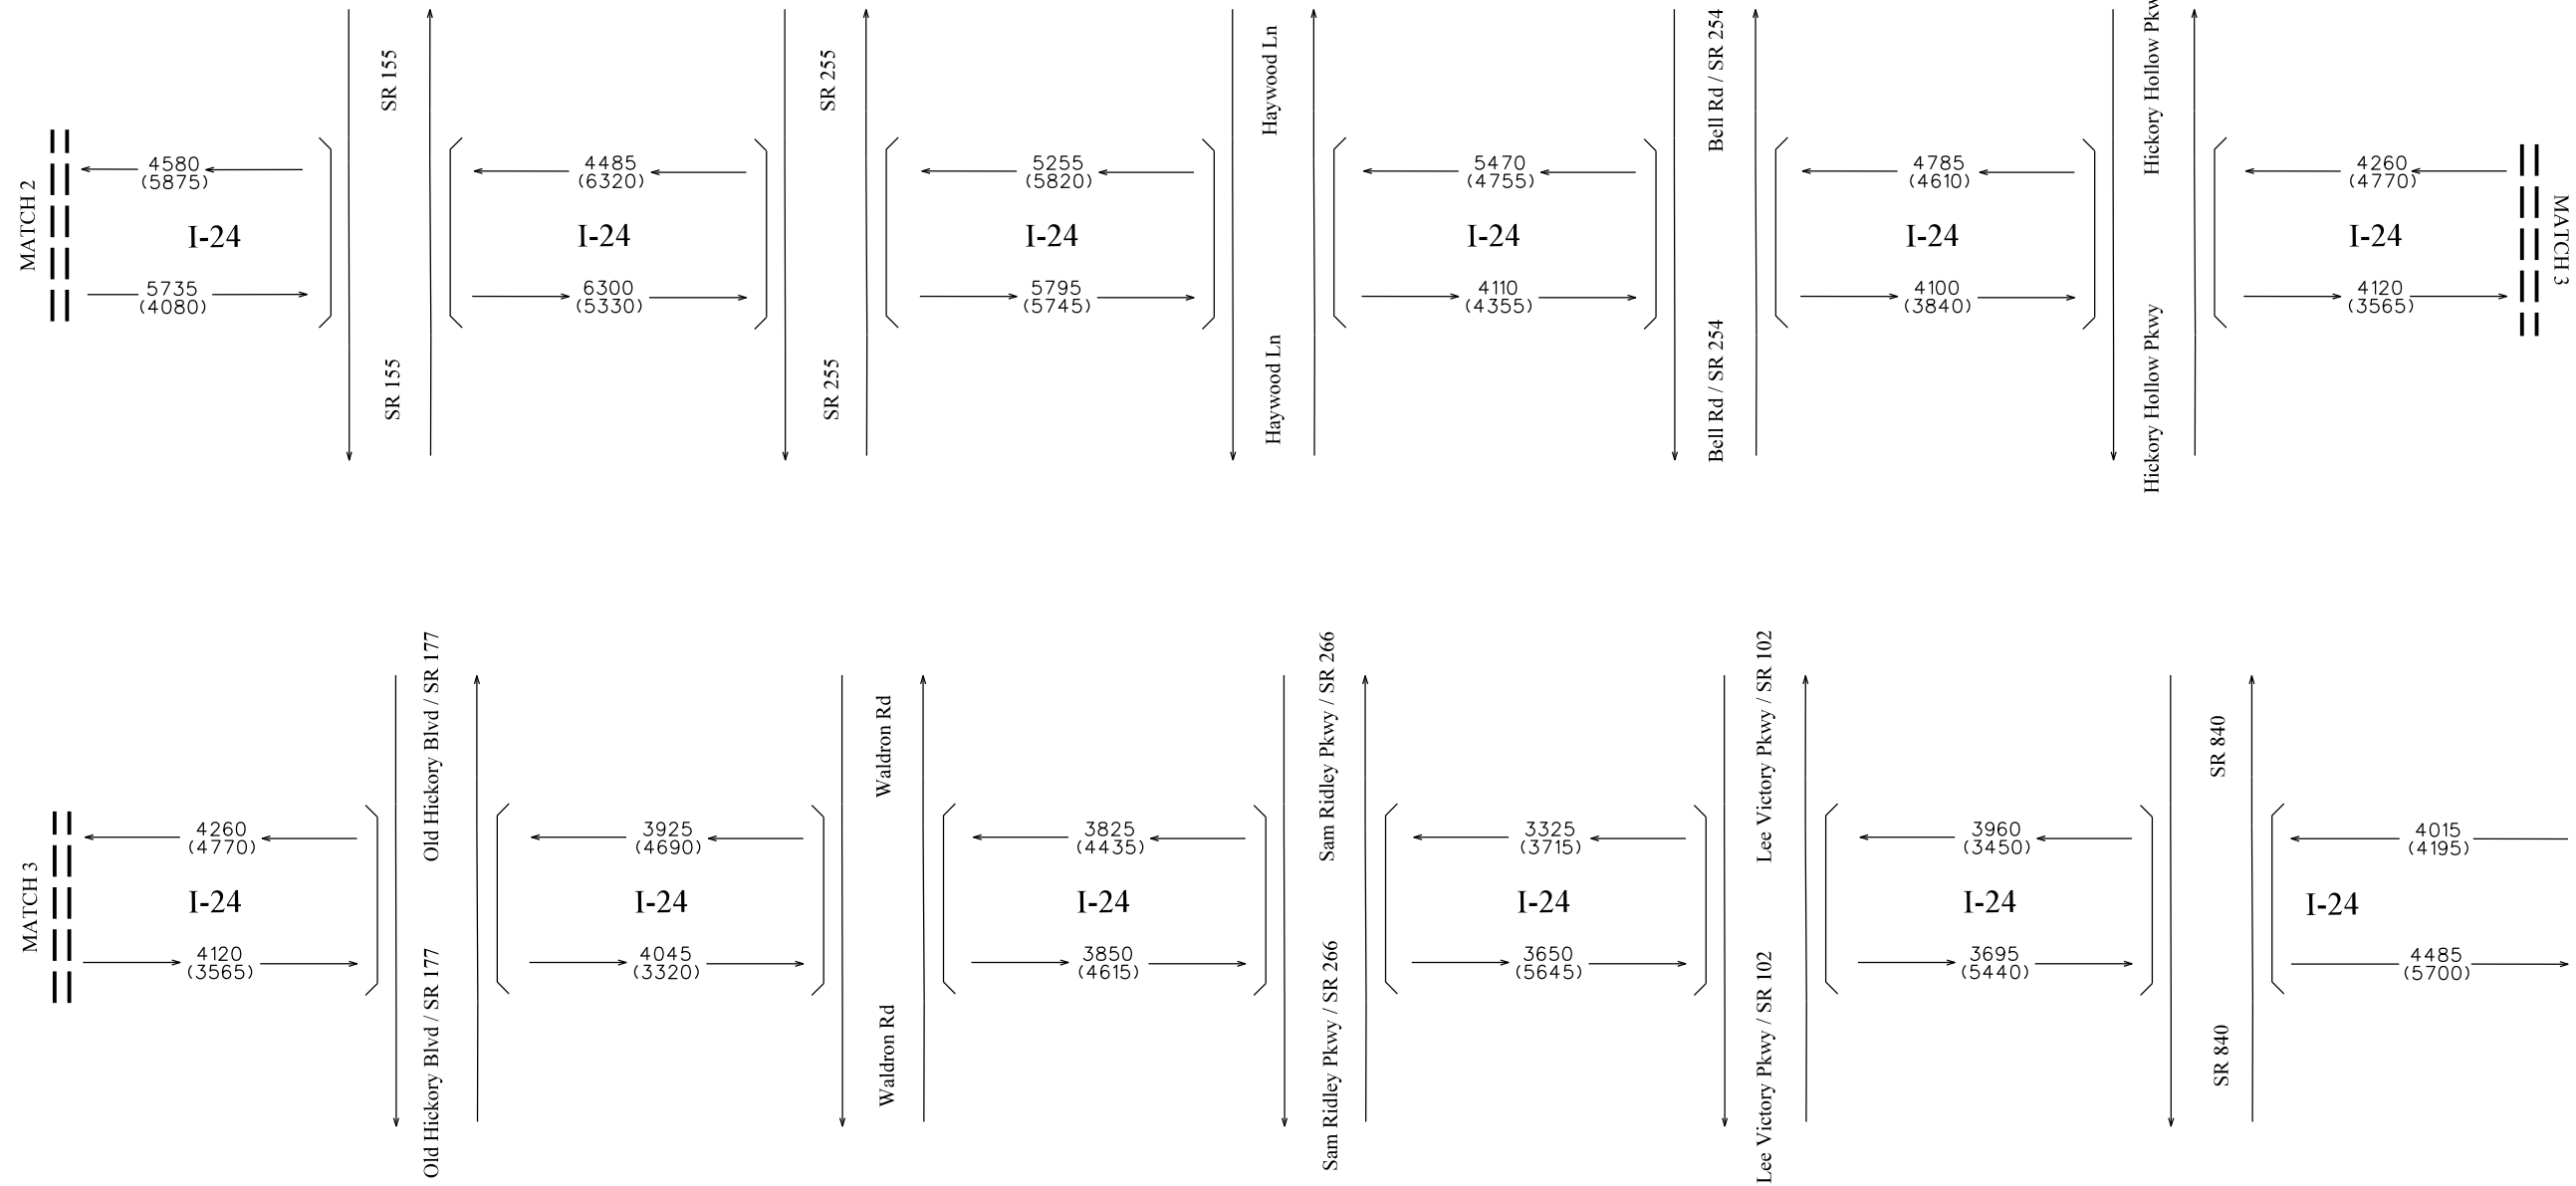 MATCH 2
4580
(5875)
I-24
5735
(4080)
SR 155
SR 155
4485
(6320)
I-24
6300
(5330)
SR 255
SR 255
5255
(5820)
I-24
5795
(5745)
Haywood Ln
Haywood Ln
5470
(4755)
I-24
4110
(4355)
Bell Rd / SR 254
Bell Rd / SR 254
4785
(4610)
I-24
4100
(3840)
Hickory Hollow Pkw
Hickory Hollow Pkwy
4260
(4770)
I-24
4120
(3565)
MATCH 3
MATCH 3
4260
(4770)
I-24
4120
(3565)
Old Hickory Blvd / SR 177
Old Hickory Blvd / SR 177
3925
(4690)
I-24
4045
(3320)
Waldron Rd
Waldron Rd
3825
(4435)
I-24
3850
(4615)
Sam Ridley Pkwy / SR 266
Sam Ridley Pkwy / SR 266
3325
(3715)
I-24
3650
(5645)
Lee Victory Pkwy / SR 102
Lee Victory Pkwy / SR 102
3960
(3450)
I-24
3695
(5440)
SR 840
SR 840
4015
(4195)
I-24
4485
(5700)